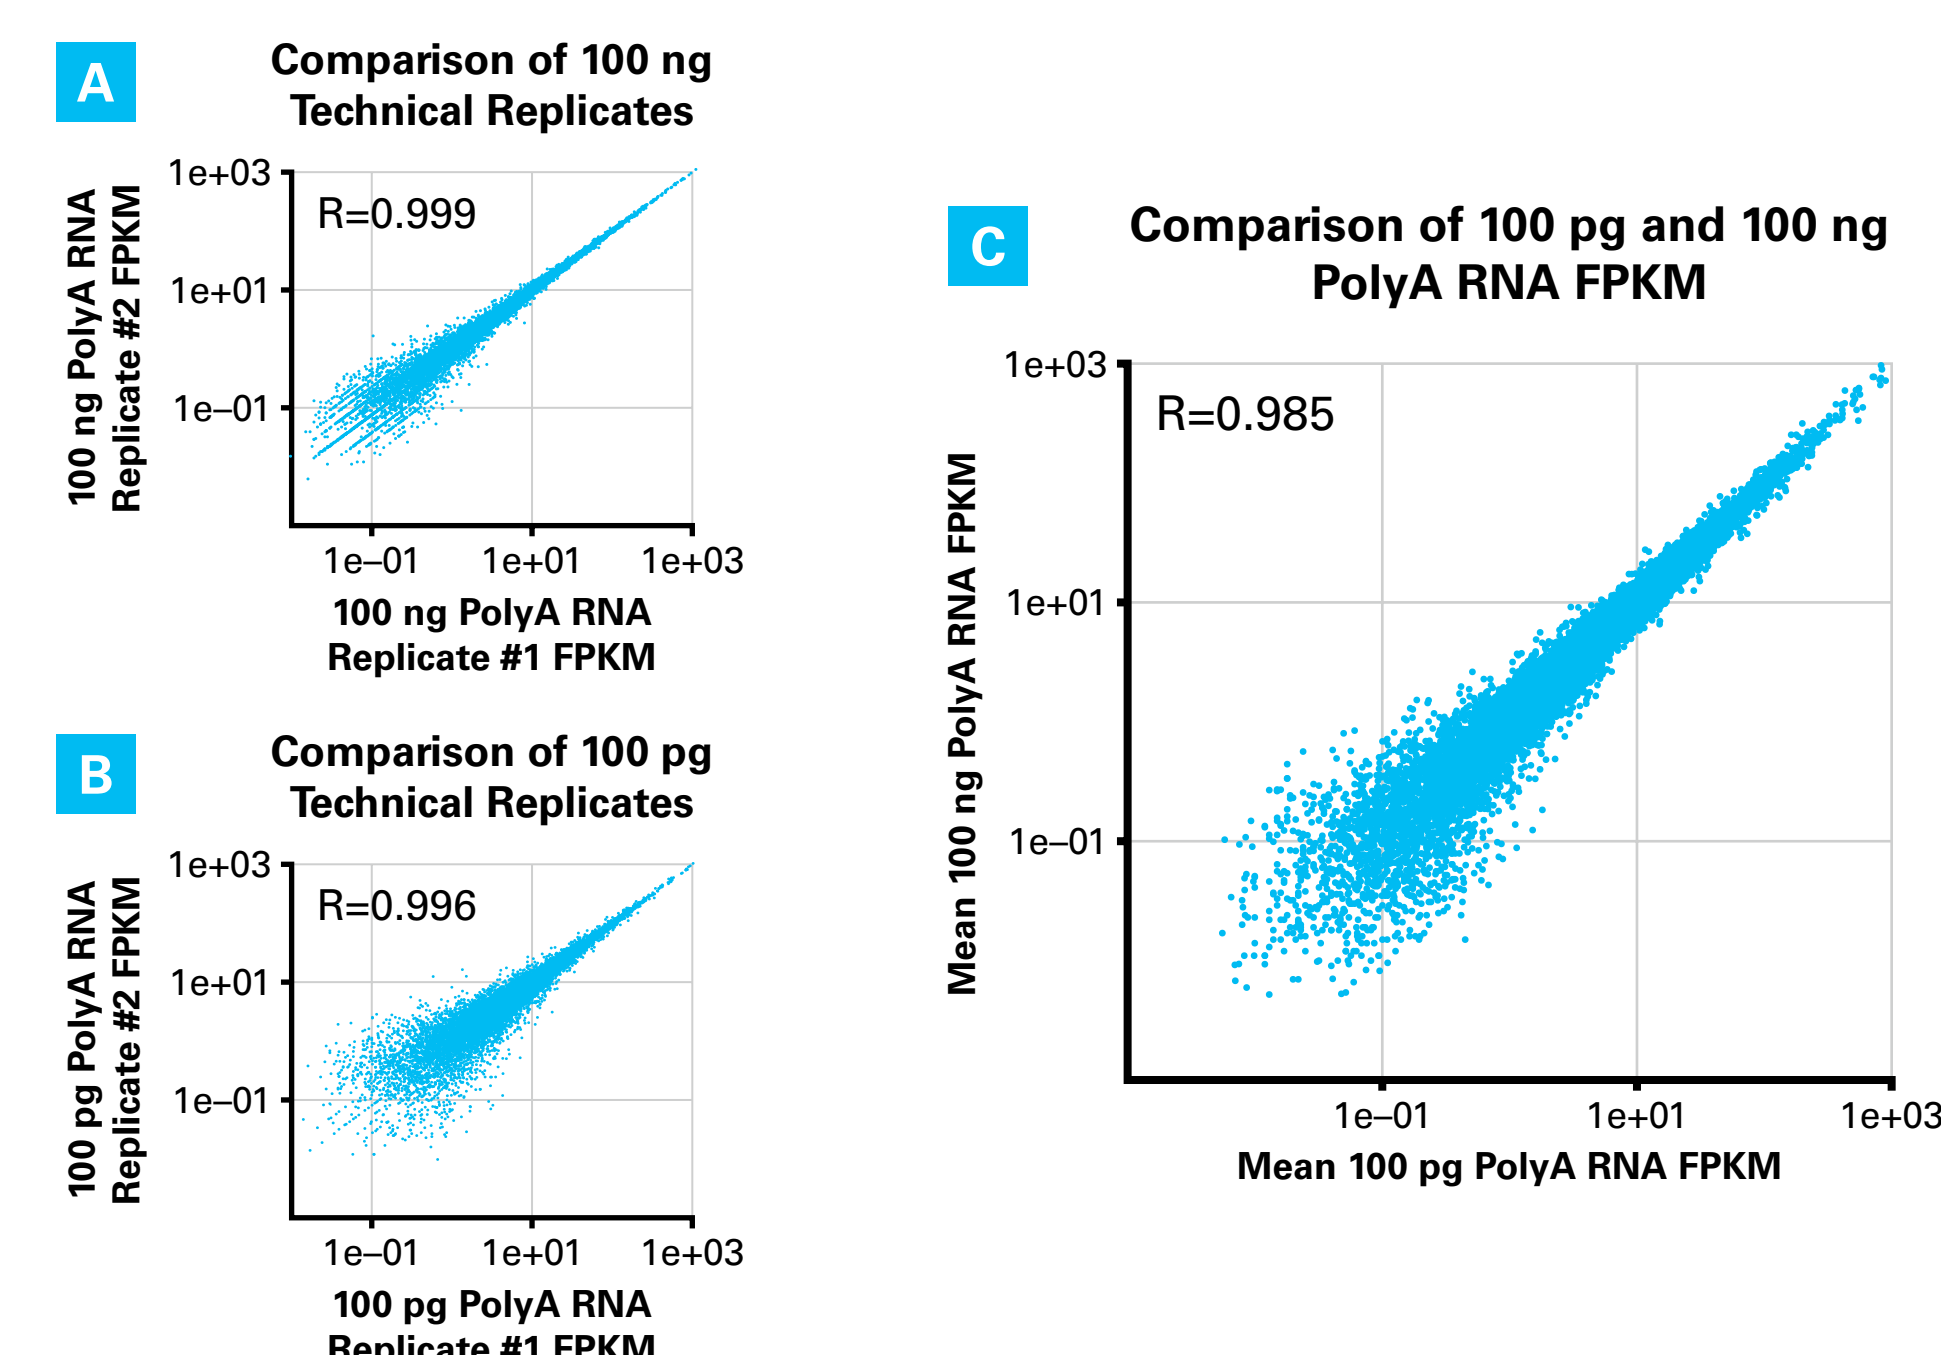 A
Comparison of 100 ng
Technical Replicates
100 ng PolyA RNA
Replicate #2 FPKM
1e+03
1e+01
1e–01
R=0.999
1e–01
1e+01
1e+03
100 ng PolyA RNA
Replicate #1 FPKM
B
Comparison of 100 pg
Technical Replicates
100 pg PolyA RNA
Replicate #2 FPKM
1e+03
1e+01
1e–01
R=0.996
1e–01
1e+01
1e+03
100 pg PolyA RNA
Replicate #1 FPKM
C
Comparison of 100 pg and 100 ng
PolyA RNA FPKM
Mean 100 ng PolyA RNA FPKM
1e+03
1e+01
1e–01
R=0.985
1e–01
1e+01
1e+03
Mean 100 pg PolyA RNA FPKM